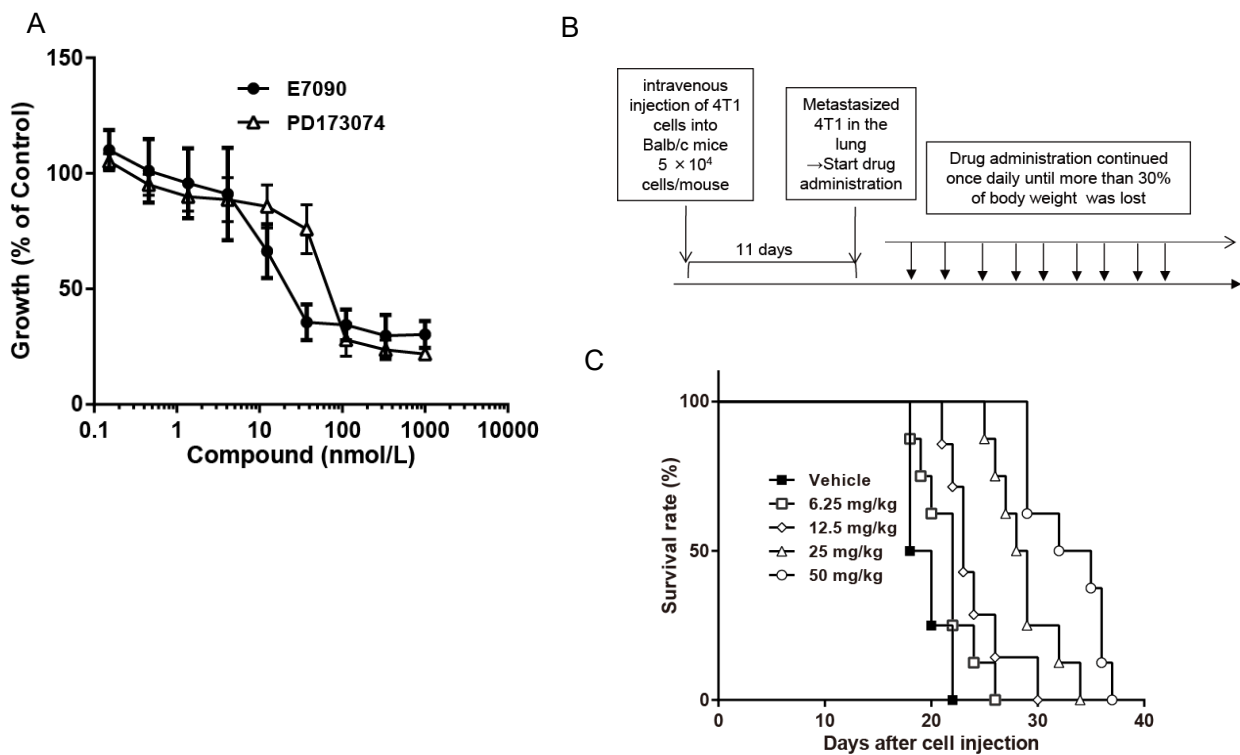 A
150
100
50
0
Growth (% of Control)
E7090
PD173074
0.1 1 10 100 1000 10000
Compound (nmol/L)
B
intravenous
injection of 4T1
cells into
Balb/c mice
5 ×10⁴
cells/mouse
Metastasized
4T1 in the
lung
→Start drug
administration
Drug administration continued
once daily until more than 30%
of body weight was lost
11 days
C
100
50
0
Survival rate (%)
Vehicle
6.25 mg/kg
12.5 mg/kg
25 mg/kg
50 mg/kg
0 10 20 30 40
Days after cell injection